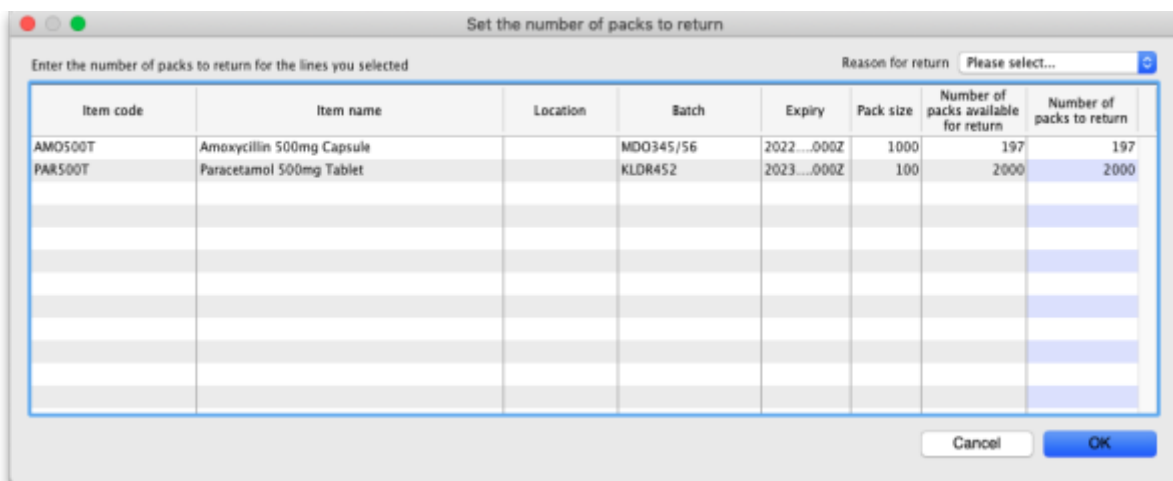 Set the number of packs to return
Enter the number of packs to return for the lines you selected
Reason for return Please select...
Item code Item name Location Batch Expiry Pack size Number of packs available for return Number of packs to return
AMO500T Amoxycillin 500mg Capsule MDO345/56 2022....000Z 1000 197 197
PAR500T Paracetamol 500mg Tablet KLDR452 2023....000Z 100 2000 2000
Cancel OK